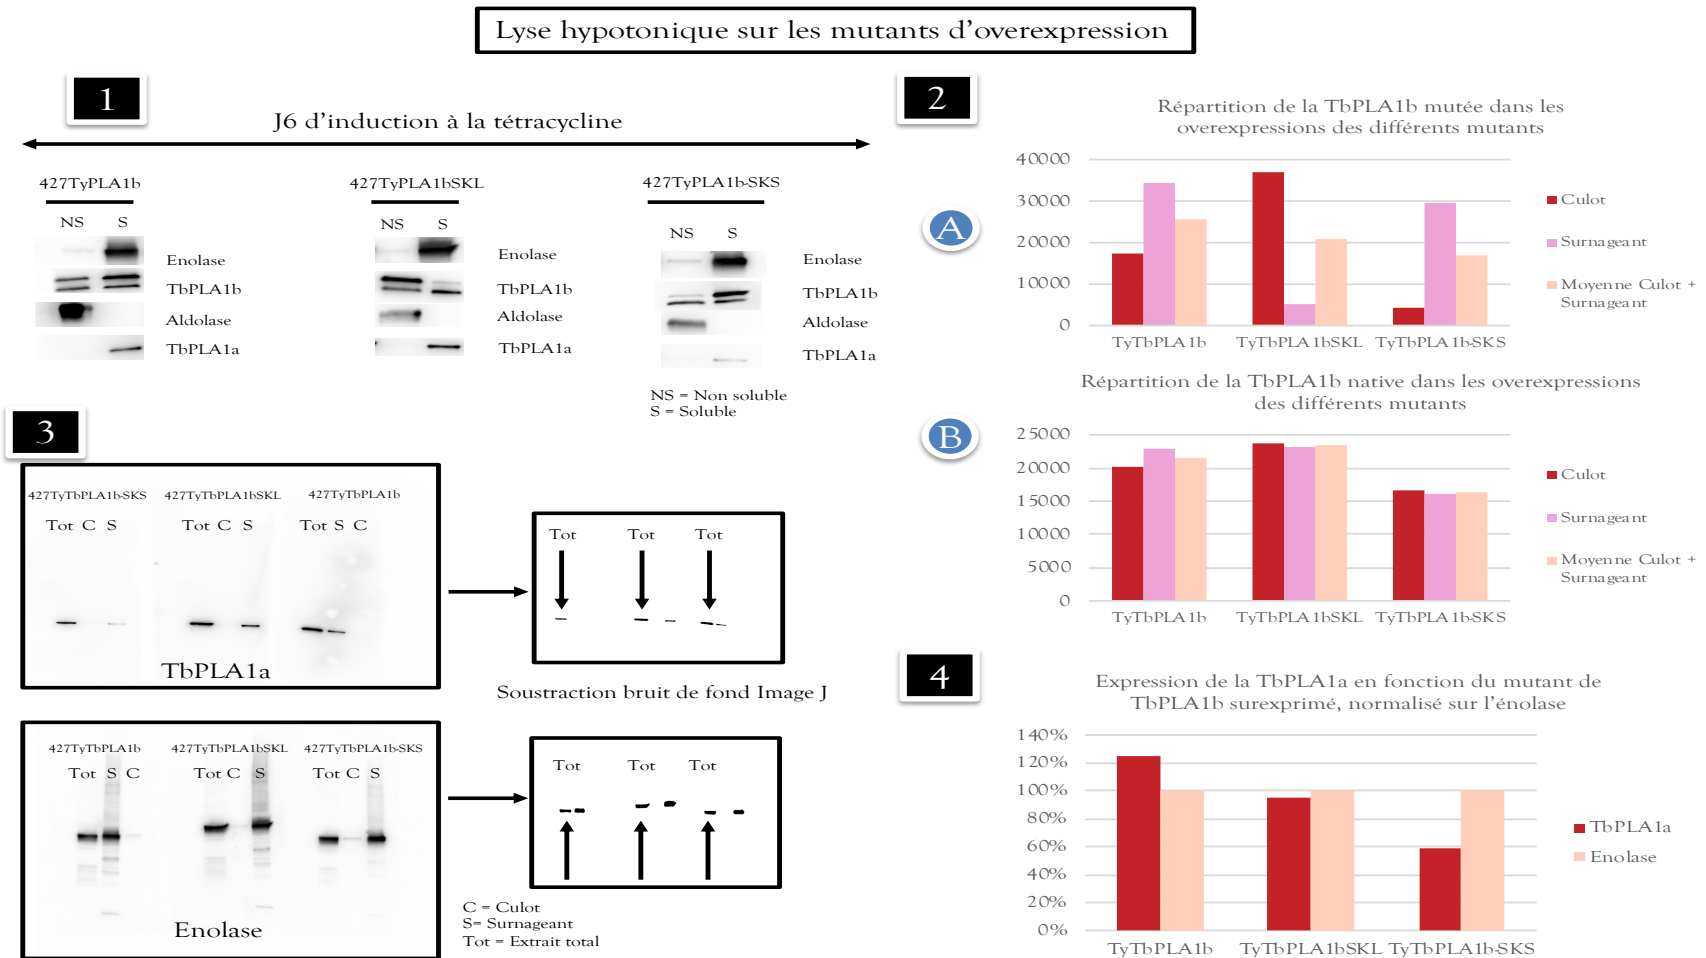 Lyse hypotonique sur les mutants d'overexpression
1
J6 d'induction à la tétracycline
427TyPLA1b
NS S
Enolase
TbPLA1b
Aldolase
TbPLA1a
427TyPLA1bSKL
NS S
Enolase
TbPLA1b
Aldolase
TbPLA1a
427TyPLA1b-SKS
NS S
Enolase
TbPLA1b
Aldolase
TbPLA1a
NS = Non soluble
S = Soluble
2
A
Répartition de la TbPLA1b mutée dans les
overexpressions des différents mutants
40000
30000
20000
10000
0
TyTbPLA1b TyTbPLA1bSKL TyTbPLA1b-SKS
Culot
Surnageant
Moyenne Culot +
Surnageant
B
Répartition de la TbPLA1b native dans les overexpressions
des différents mutants
25000
20000
15000
10000
5000
0
TyTbPLA1b TyTbPLA1bSKL TyTbPLA1b-SKS
Culot
Surnageant
Moyenne Culot +
Surnageant
3
427TyTbPLA1b-SKS 427TyTbPLA1bSKL 427TyTbPLA1b
Tot C S Tot C S Tot S C
TbPLA1a
Tot Tot Tot
Soustraction bruit de fond Image J
427TyTbPLA1b 427TyTbPLA1bSKL 427TyTbPLA1b-SKS
Tot S C Tot C S Tot C S
Enolase
Tot Tot Tot
C = Culot
S= Surnageant
Tot = Extrait total
4
Expression de la TbPLA1a en fonction du mutant de
TbPLA1b surexprimé, normalisé sur l'énolase
140%
120%
100%
80%
60%
40%
20%
0%
TyTbPLA1b TyTbPLA1bSKL TyTbPLA1b-SKS
TbPLA1a
Enolase